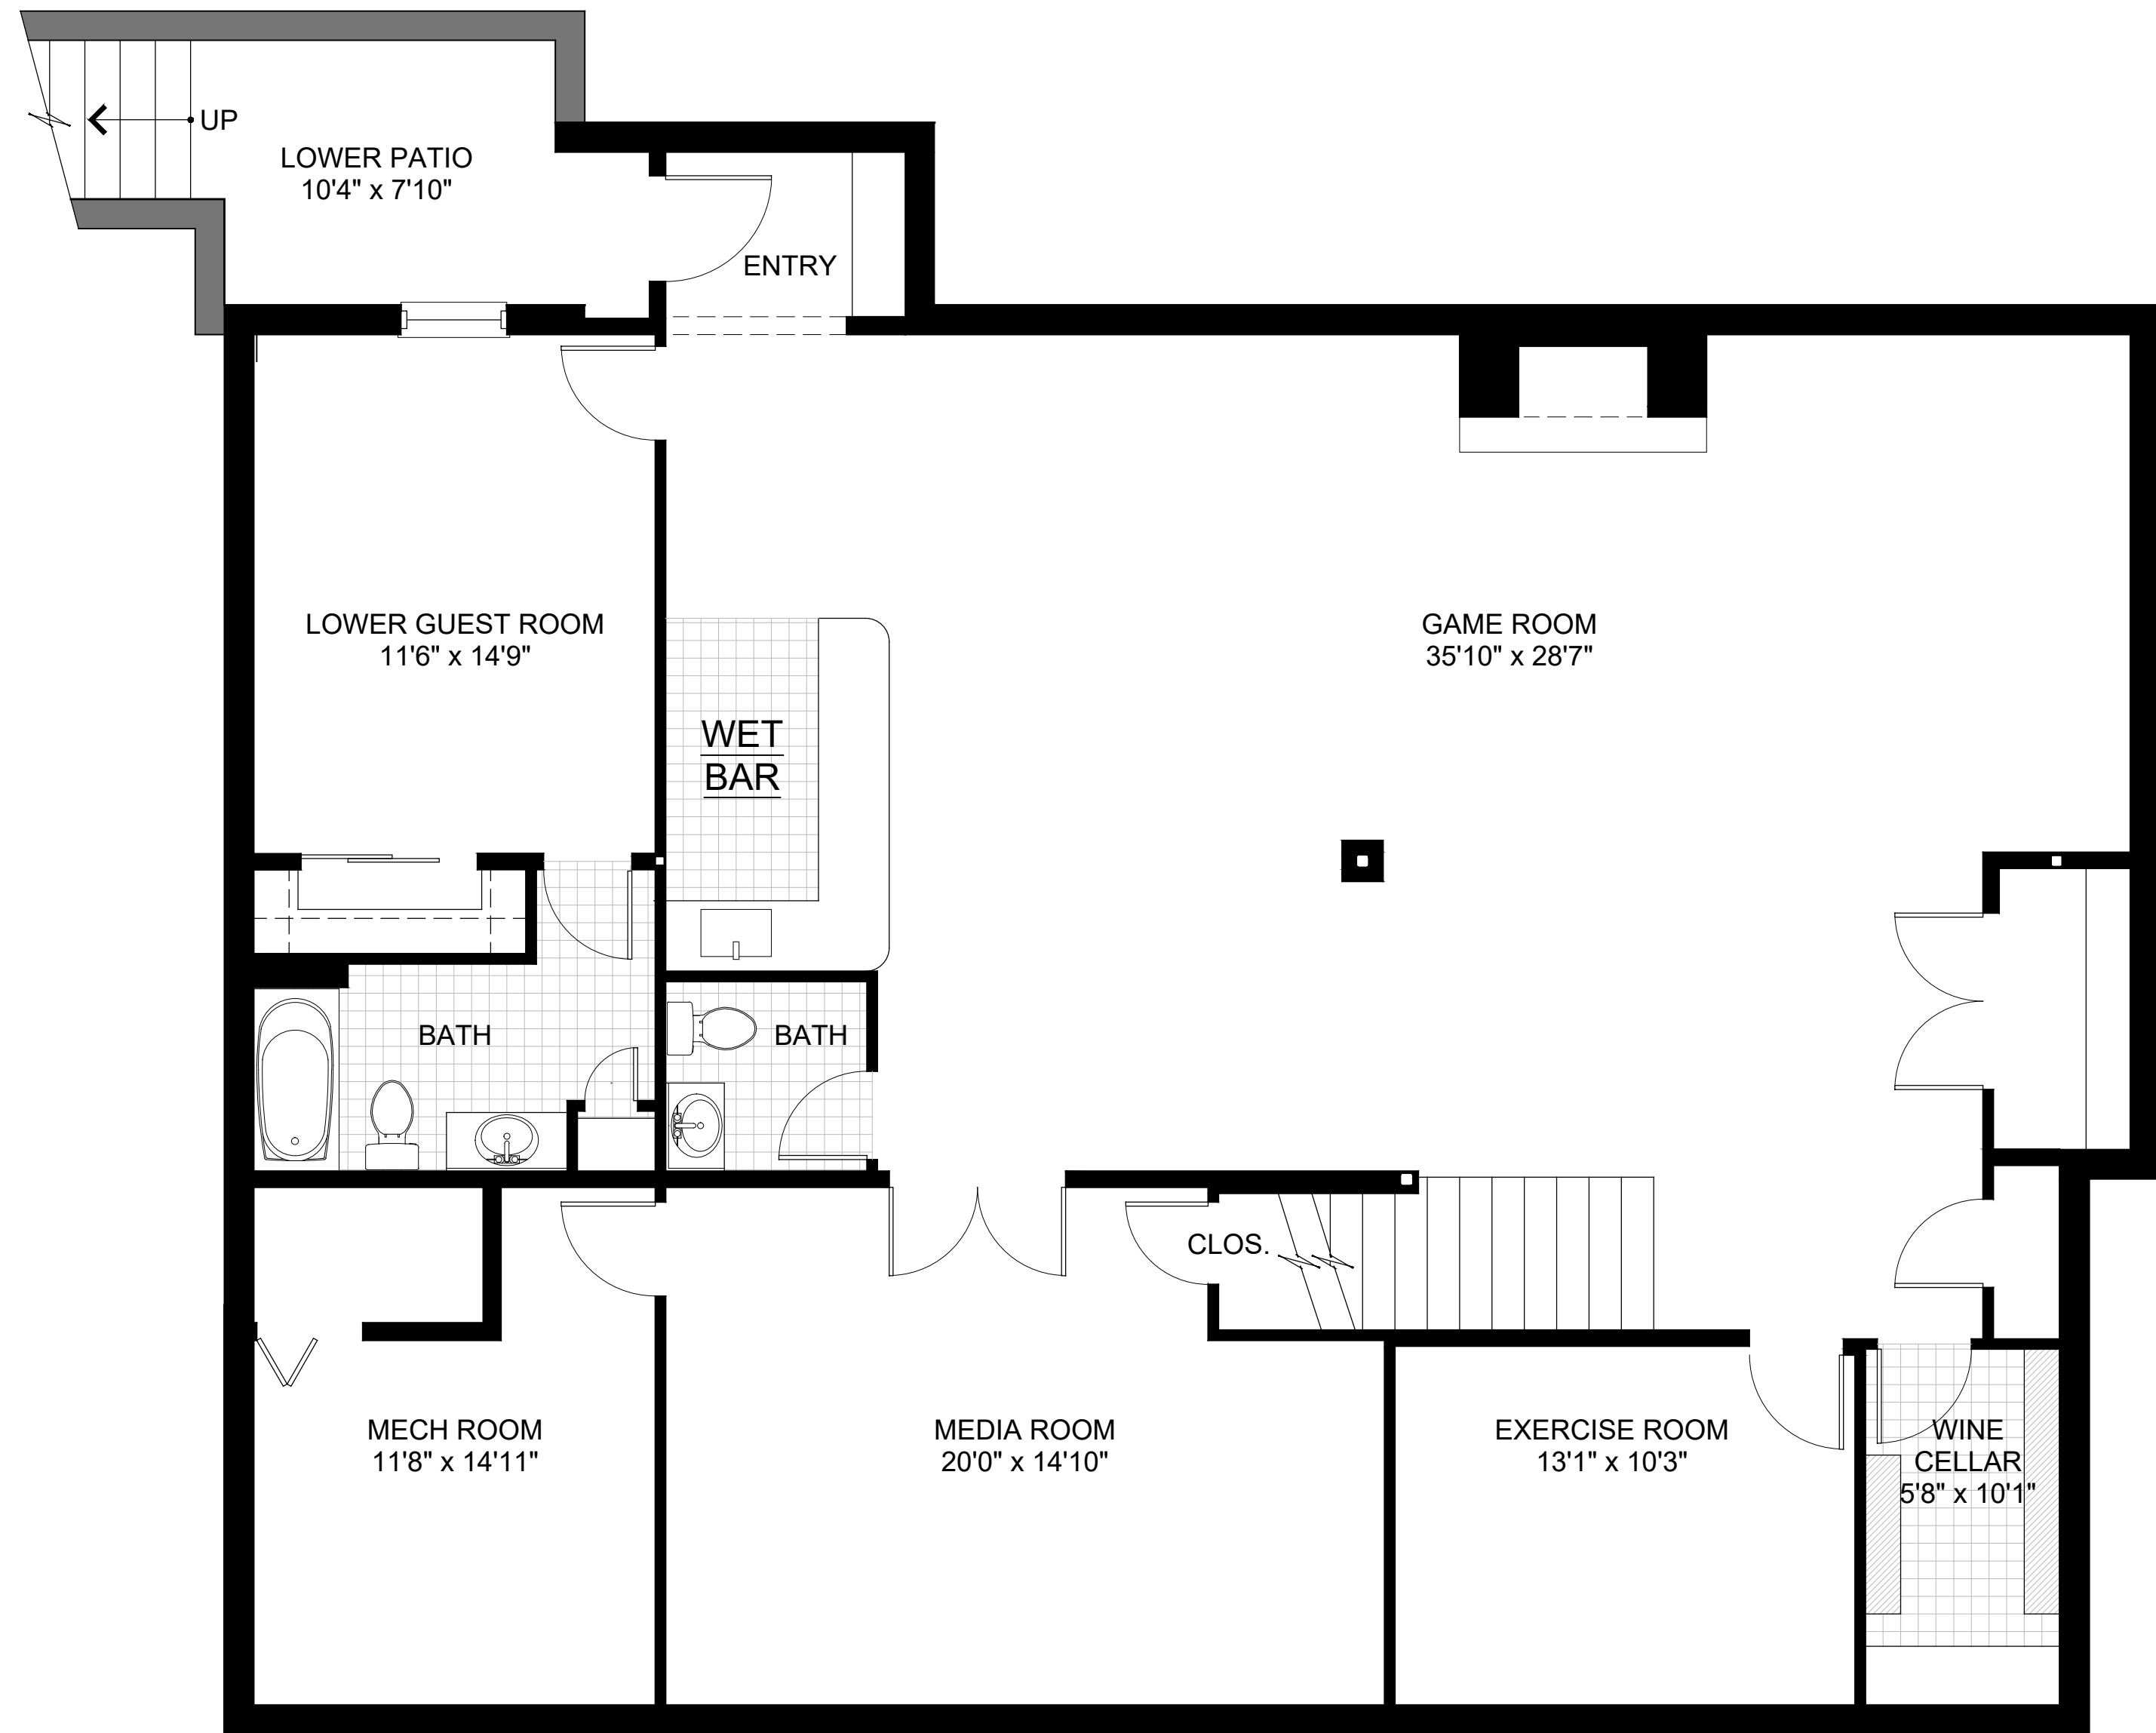 UP
LOWER PATIO
10'4" x 7'10"
ENTRY
LOWER GUEST ROOM
11'6" x 14'9"
GAME ROOM
35'10" x 28'7"
WET
BAR
BATH
BATH
CLOS.
MECH ROOM
11'8" x 14'11"
MEDIA ROOM
20'0" x 14'10"
EXERCISE ROOM
13'1" x 10'3"
WINE
CELLAR
5'8" x 10'1"